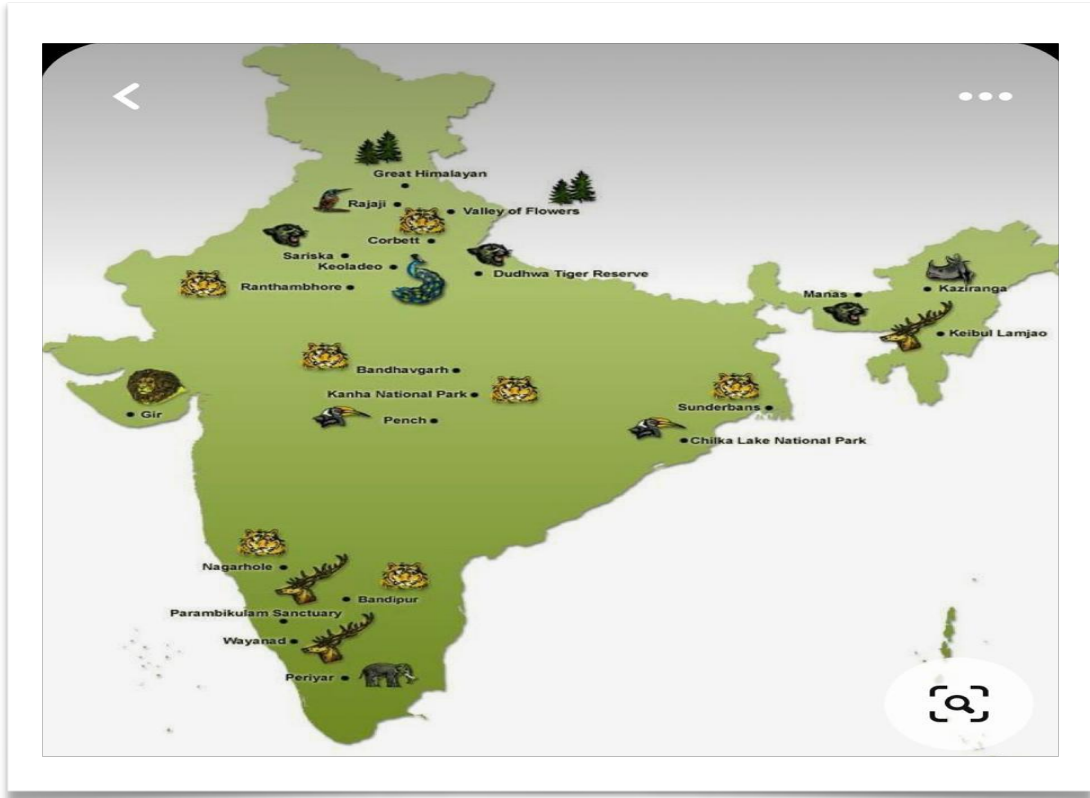 Great Himalayan
Rajaji
Valley of Flowers
Corbett
Sariska
Keoladeo
Dudhwa Tiger Reserve
Ranthambhore
Manas
Kaziranga
Keibul Lamjao
Bandhavgarh
Kanha National Park
Gir
Pench
Sunderbans
Chilka Lake National Park
Nagarhole
Bandipur
Parambikulam Sanctuary
Wayanad
Periyar